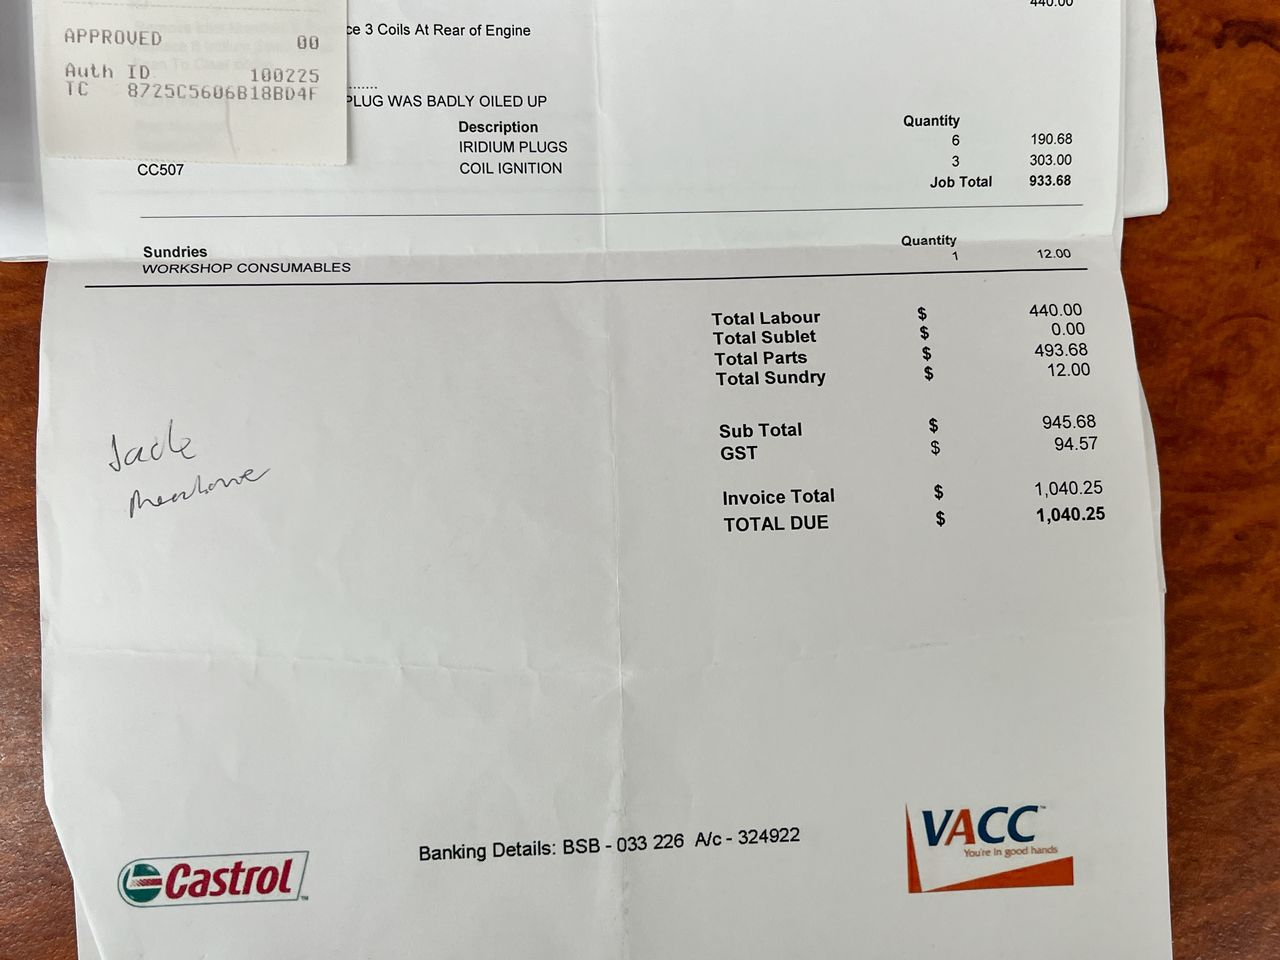 440.00
APPROVED 00
Auth ID 100225
TC 8725C5606B18BD4F
ce 3 Coils At Rear of Engine
........
PLUG WAS BADLY OILED UP
Description Quantity
IRIDIUM PLUGS 6 190.68
CC507 COIL IGNITION 3 303.00
Job Total 933.68
Sundries Quantity
WORKSHOP CONSUMABLES 1 12.00
Total Labour $ 440.00
Total Sublet $ 0.00
Total Parts $ 493.68
Total Sundry $ 12.00
Sub Total $ 945.68
GST $ 94.57
Invoice Total $ 1,040.25
TOTAL DUE $ 1,040.25
Banking Details: BSB - 033 226 A/c - 324922
Castrol TM
VACC TM
You're in good hands